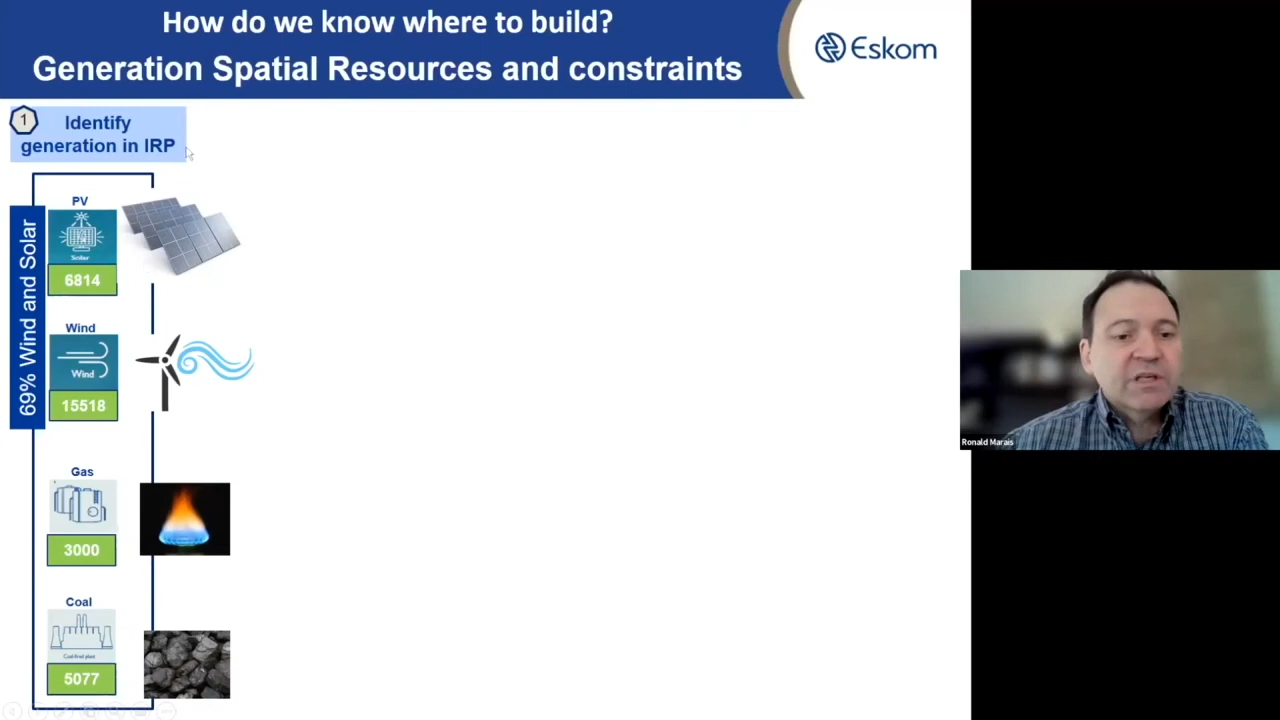 How do we know where to build?
Generation Spatial Resources and constraints
Eskom
1
Identify
generation in IRP
69% Wind and Solar
PV
Solar
6814
Wind
Wind
15518
Gas
3000
Coal
Coal-fired plant
5077
Ronald Marais